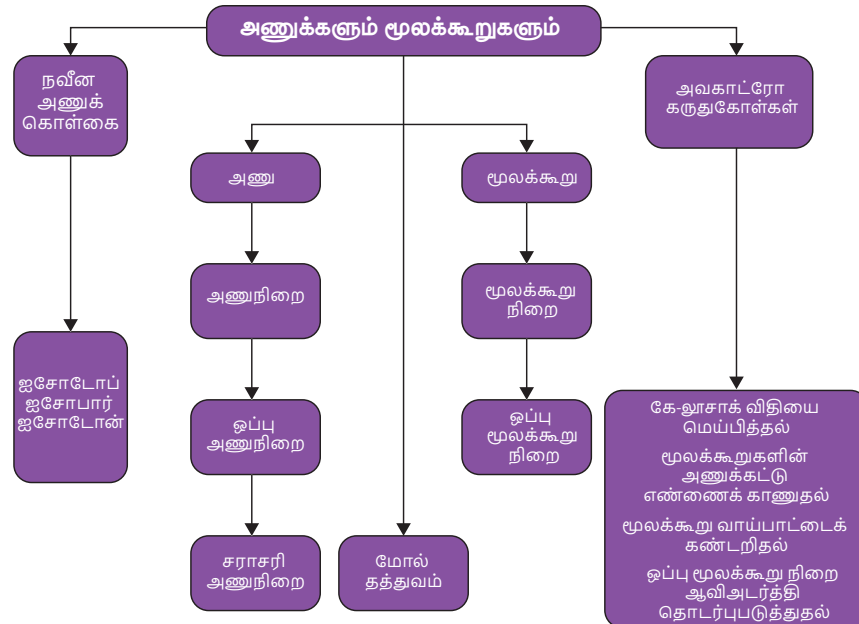 அணுக்களும் மூலக்கூறுகளும்
நவீன
அணுக்
கொள்கை
அவகாட்ரோ
கருதுகோள்கள்
அணு
மூலக்கூறு
அணுநிறை
மூலக்கூறு
நிறை
ஐசோடோப்
ஐசோபார்
ஐசோடோன்
ஒப்பு
அணுநிறை
ஒப்பு
மூலக்கூறு
நிறை
சராசரி
அணுநிறை
மோல்
தத்துவம்
கே-லூசாக் விதியை
மெய்பித்தல்
மூலக்கூறுகளின்
அணுக்கட்டு
எண்ணைக் காணுதல்
மூலக்கூறு வாய்பாட்டைக்
கண்டறிதல்
ஒப்பு மூலக்கூறு நிறை
ஆவிஅடர்த்தி
தொடர்புபடுத்துதல்